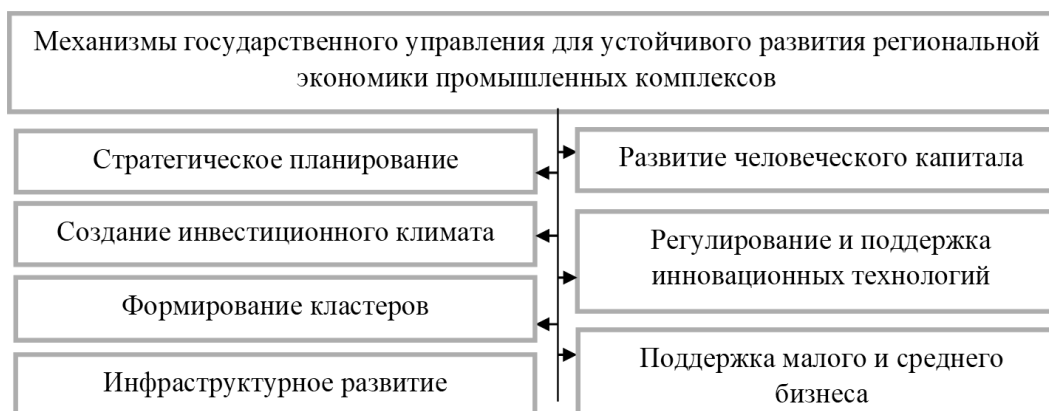 Механизмы государственного управления для устойчивого развития региональной
экономики промышленных комплексов
Стратегическое планирование
Создание инвестиционного климата
Формирование кластеров
Инфраструктурное развитие
Развитие человеческого капитала
Регулирование и поддержка
инновационных технологий
Поддержка малого и среднего
бизнеса